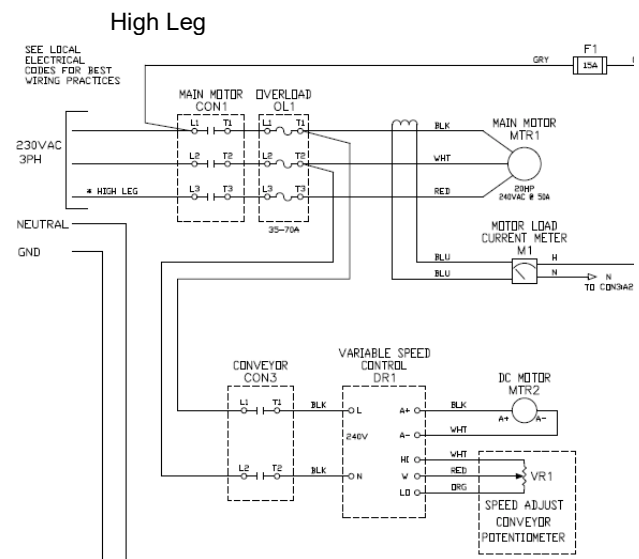 High Leg
SEE LOCAL
ELECTRICAL
CODES FOR BEST
WIRING PRACTICES
GRY
F1
15A
MAIN MOTOR
CON1
OVERLOAD
OL1
L1 T1 L1 T1
BLK
MAIN MOTOR
MTR1
230VAC
3PH
L2 T2 L2 T2
WHT
* HIGH LEG
L3 T3 L3 T3
RED
20HP
240VAC @ 50A
35-70A
NEUTRAL
GND
MOTOR LOAD
CURRENT METER
M1
BLU
H
BLU
N
N
TO CON3:A2
CONVEYOR
CON3
VARIABLE SPEED
CONTROL
DR1
DC MOTOR
MTR2
L1 T1
BLK
L
A+
BLK
A+ A-
240V
A-
WHT
HI
WHT
L2 T2
BLK
N
W
RED
VR1
LO
ORG
SPEED ADJUST
CONVEYOR
POTENTIOMETER